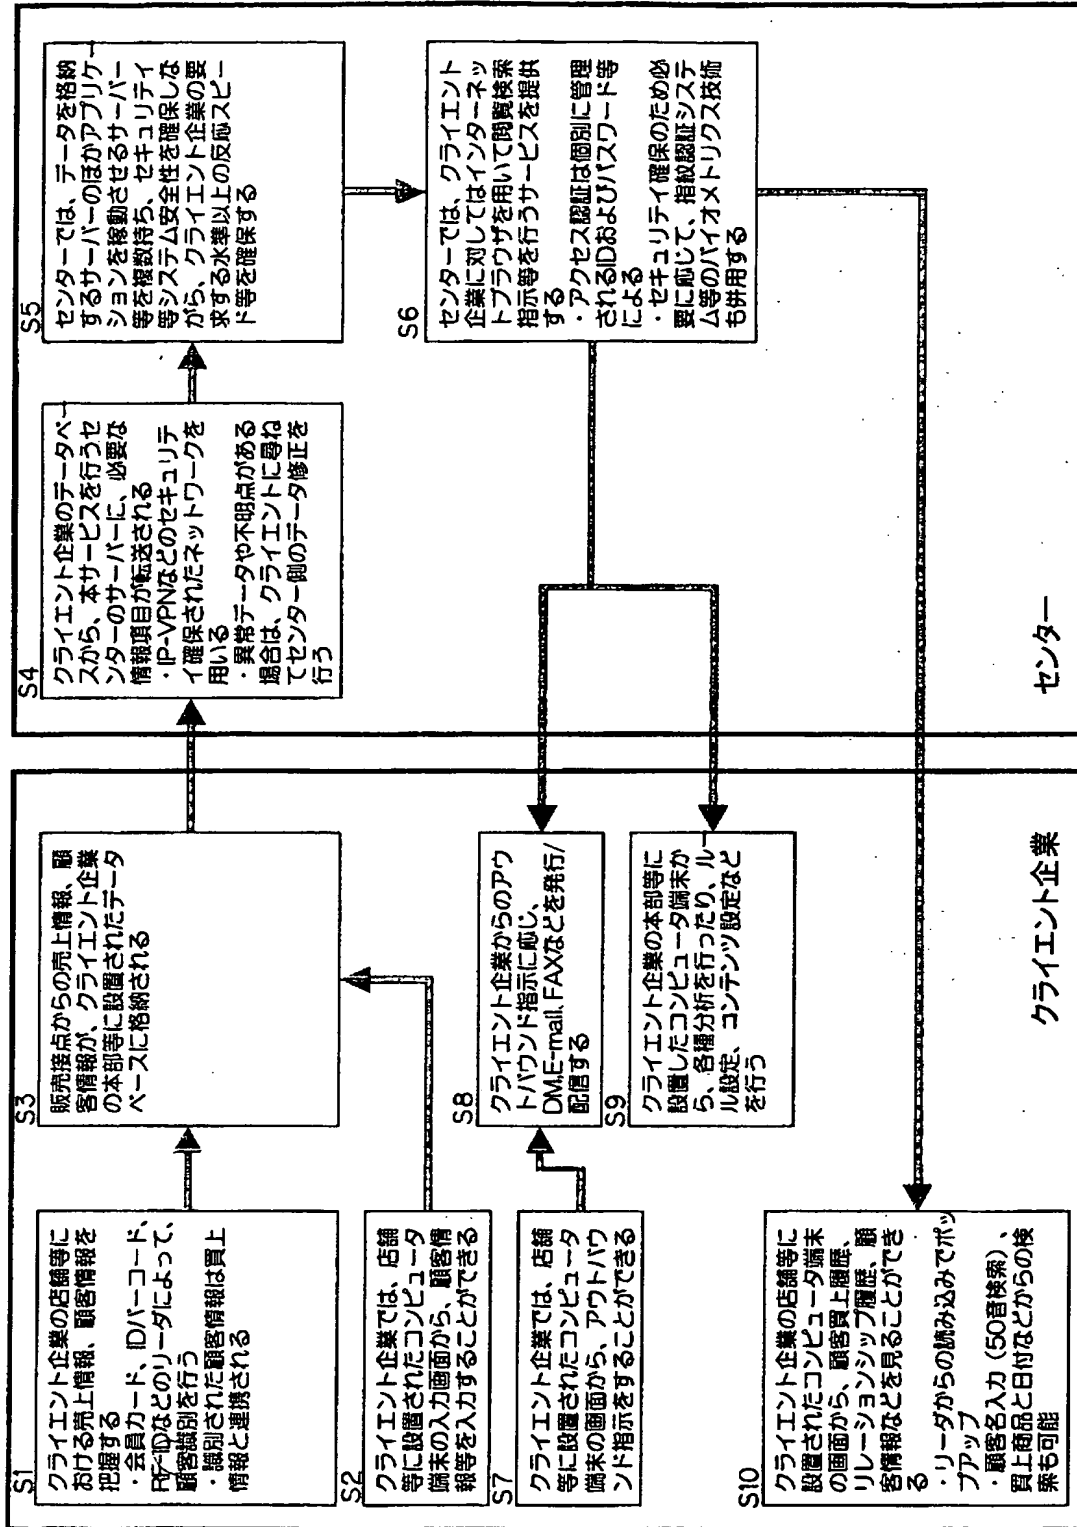 S1
クライエント企業の店舗等に
おける売上情報、顧客情報を
把握する
・会員カード、IDバーコード、
RF-IDなどのリーダによって、
顧客識別を行う
・識別された顧客情報は買上
情報と連携される
S2
クライエント企業では、店舗
等に設置されたコンピュータ
端末の入力画面から、顧客情
報等を入力することができる
S7
クライエント企業では、店舗
等に設置されたコンピュータ
端末の画面から、アウトバウ
ンド指示をすることができる
S10
クライエント企業の店舗等に
設置されたコンピュータ端末
の画面から、顧客買上履歴、
リレーションシップ履歴、顧
客情報などを見ることができ
る
・リーダからの読み込みでポッ
プアップ
・顧客名入力（50音検索）、
買上商品と日付などからの検
索も可能
S3
販売接点からの売上情報、顧
客情報が、クライエント企業
の本部等に設置されたデータ
ベースに格納される
S8
クライエント企業からのアウ
トバウンド指示に応じ、
DM,E-mail,FAXなどを発行/
配信する
S9
クライエント企業の本部等に
設置したコンピュータ端末か
ら、各種分析を行ったり、ルー
ル設定、コンテンツ設定など
を行う
クライエント企業
S4
クライエント企業のデータベー
スから、本サービスを行うセ
ンターのサーバーに、必要な
情報項目が転送される
・IP-VPNなどのセキュリテ
ィ確保されたネットワークを
用いる
・異常データや不明点がある
場合は、クライエントに尋ね
てセンター側のデータ修正を
行う
S5
センターでは、データを格納
するサーバーのほかアプリケー
ションを稼動させるサーバー
等を複数持ち、セキュリティ
等システム安全性を確保しな
がら、クライエント企業の要
求する水準以上の反応スピー
ド等を確保する
S6
センターでは、クライエント
企業に対してはインターネッ
トブラウザを用いて閲覧検索
指示等を行うサービスを提供
する
・アクセス認証は個別に管理
されるIDおよびパスワード等
による
・セキュリティ確保のため必
要に応じて、指紋認証システ
ム等のバイオメトリクス技術
も併用する
センター